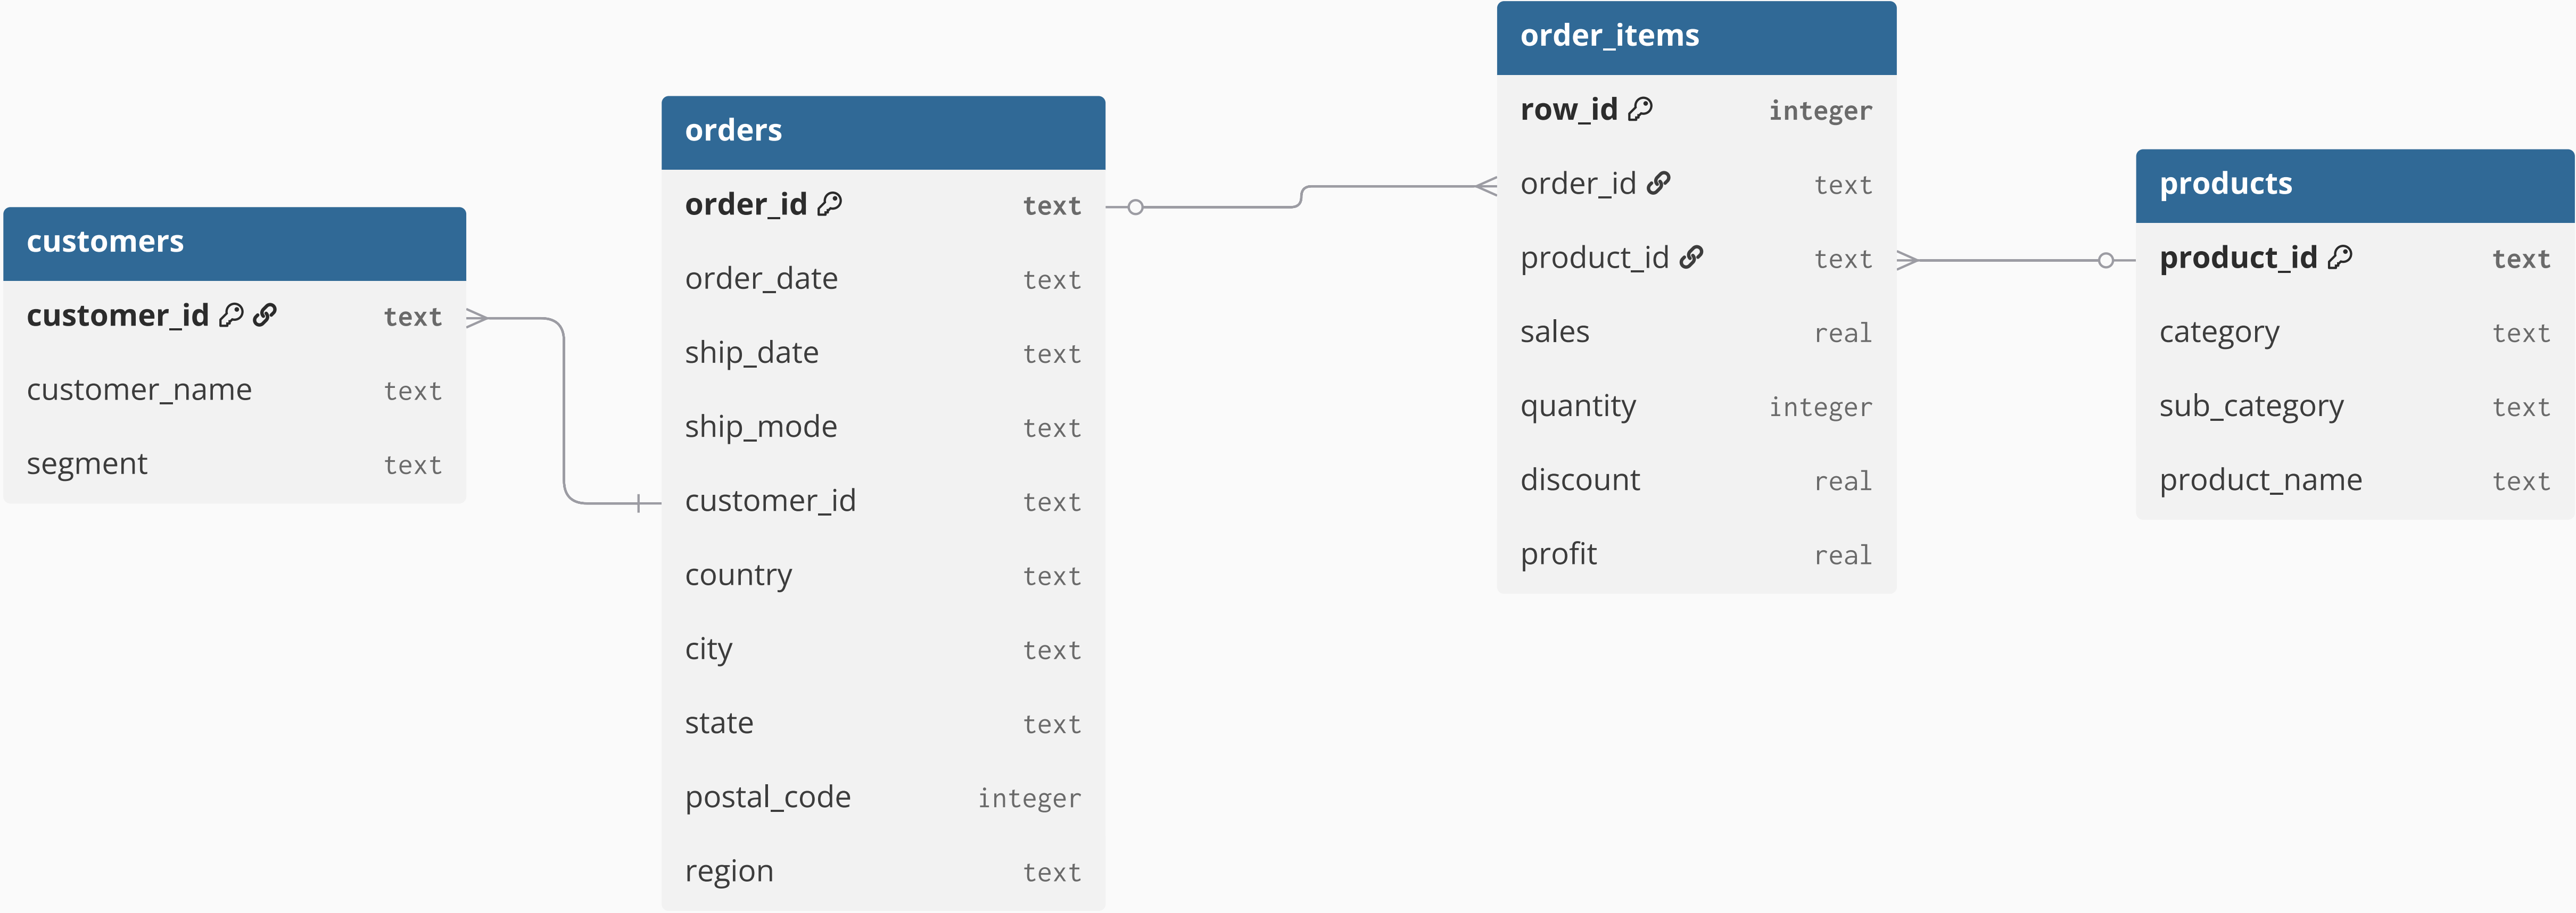 customers
customer_id text
customer_name text
segment text
orders
order_id text
order_date text
ship_date text
ship_mode text
customer_id text
country text
city text
state text
postal_code integer
region text
order_items
row_id integer
order_id text
product_id text
sales real
quantity integer
discount real
profit real
products
product_id text
category text
sub_category text
product_name text